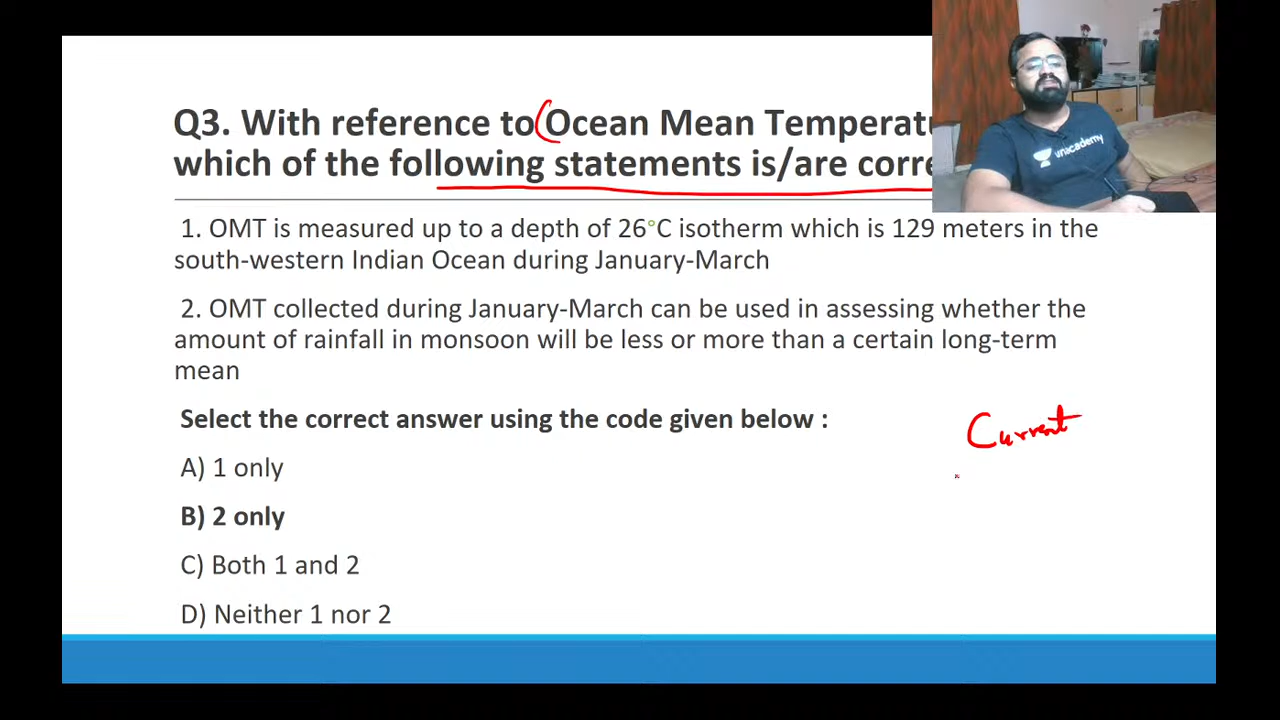 Q3. With reference to Ocean Mean
which of the following statements is/are
unacademy
1. OMT is measured up to a depth of 26°C isotherm which is 129 meters in the
south-western Indian Ocean during January-March
2. OMT collected during January-March can be used in assessing whether the
amount of rainfall in monsoon will be less or more than a certain long-term
mean
Select the correct answer using the code given below :
Current
A) 1 only
B) 2 only
C) Both 1 and 2
D) Neither 1 nor 2